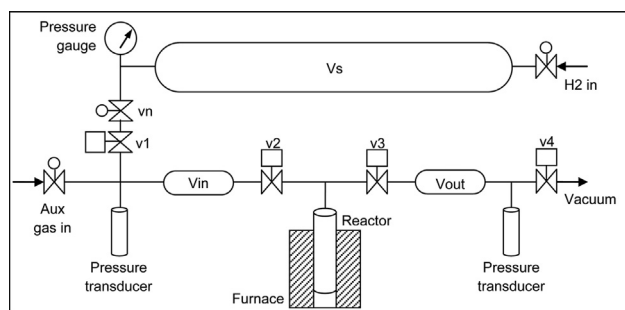 Pressure
gauge
Vs
H2 in
vn
v1
v2
v3
v4
Vin
Vout
Vacuum
Aux
gas in
Reactor
Pressure
transducer
Furnace
Pressure
transducer